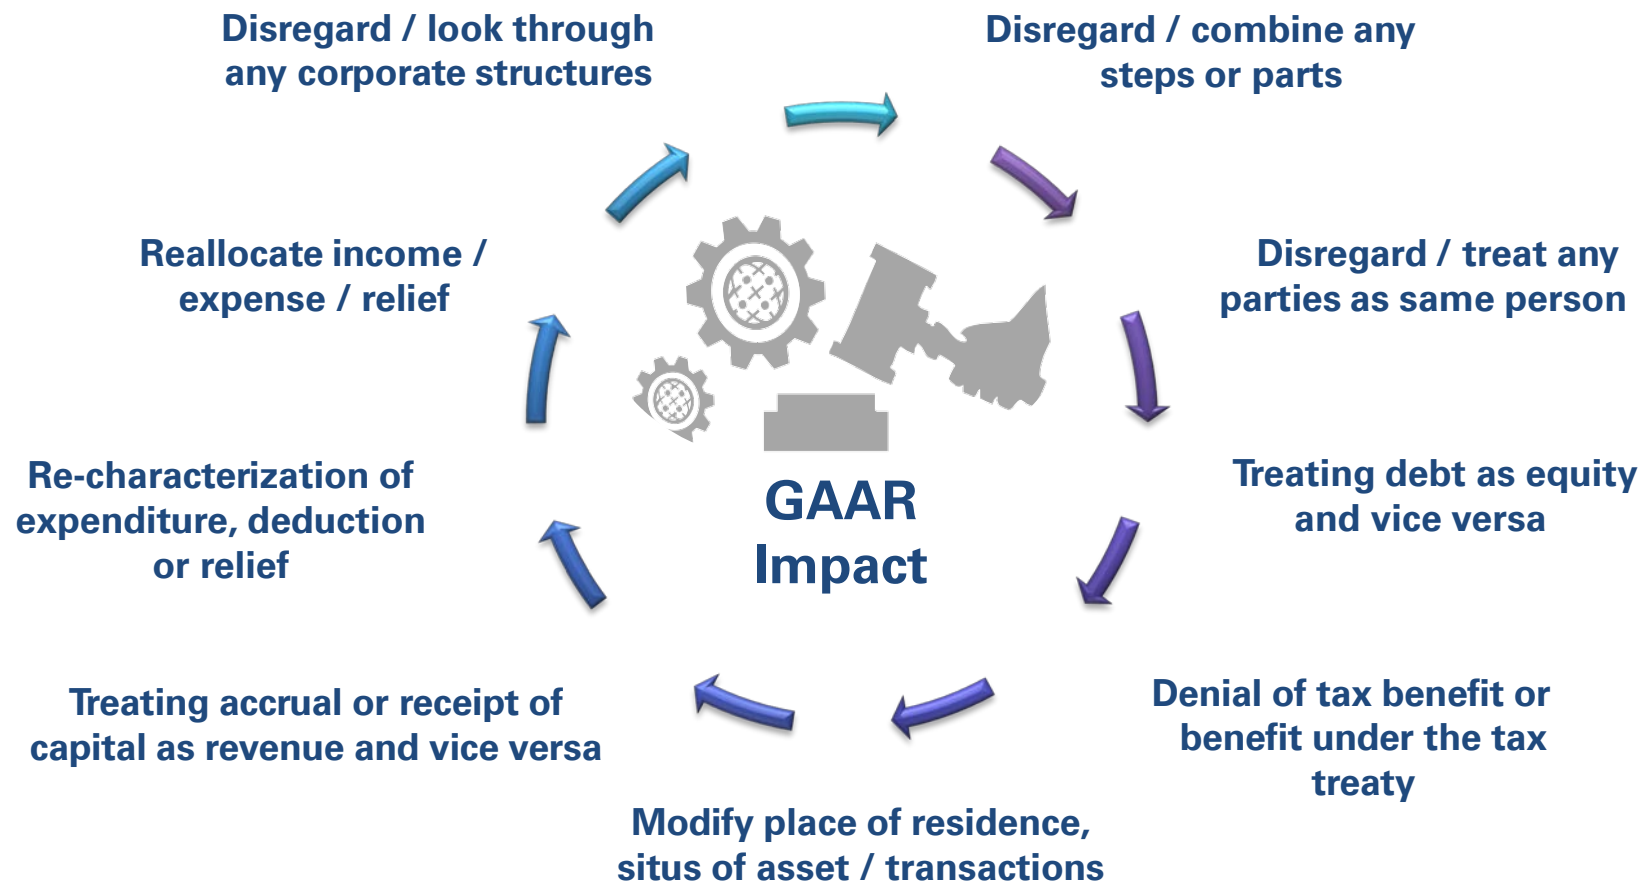 Disregard / look through
any corporate structures
Disregard / combine any
steps or parts
Disregard / treat any
parties as same person
Treating debt as equity
and vice versa
Denial of tax benefit or
benefit under the tax
treaty
Modify place of residence,
situs of asset / transactions
Treating accrual or receipt of
capital as revenue and vice versa
Re-characterization of
expenditure, deduction
or relief
Reallocate income /
expense / relief
GAAR
Impact